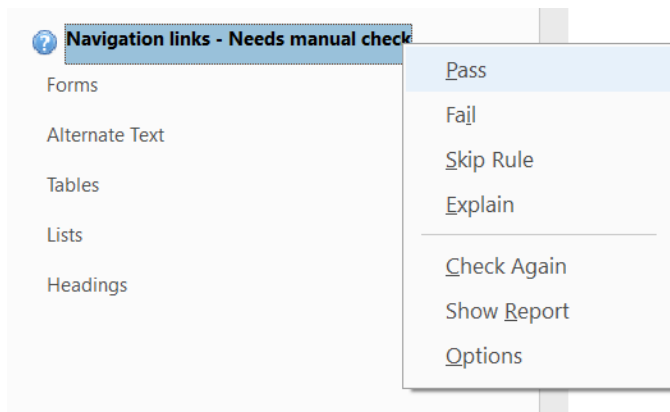 Navigation links - Needs manual check
Forms
Alternate Text
Tables
Lists
Headings
Pass
Fail
Skip Rule
Explain
Check Again
Show Report
Options